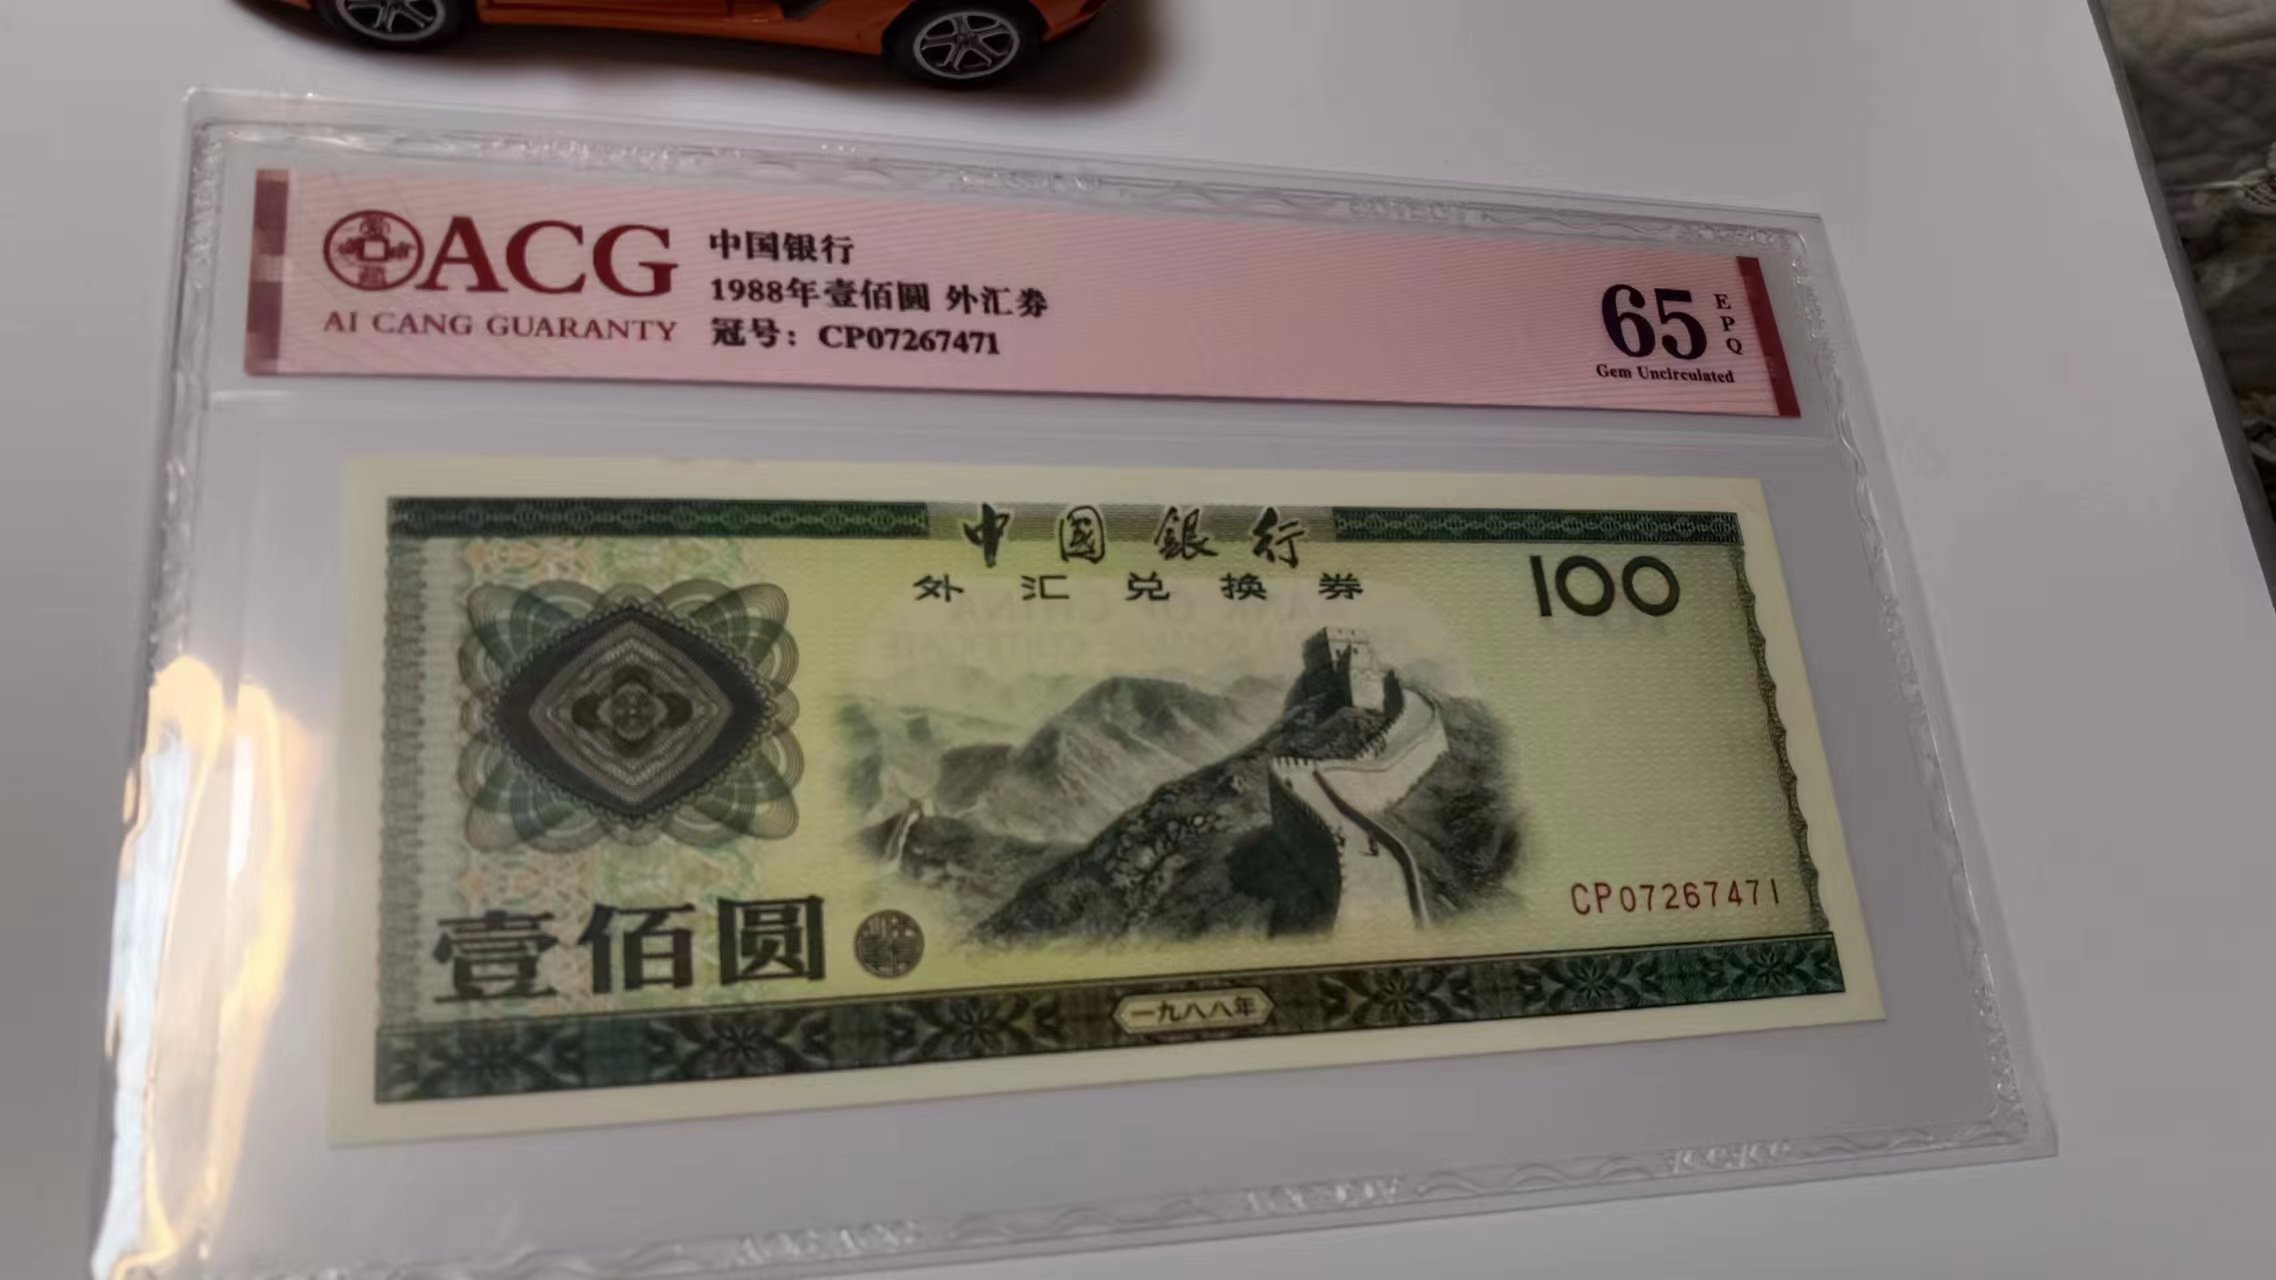 ACG
AI CANG GUARANTY
中国银行
1988年壹佰圆 外汇券
冠号：CP07267471
65
EPQ
Gem Uncirculated
中國銀行
外汇兑换券
100
CP07267471
壹佰圆
一九八八年